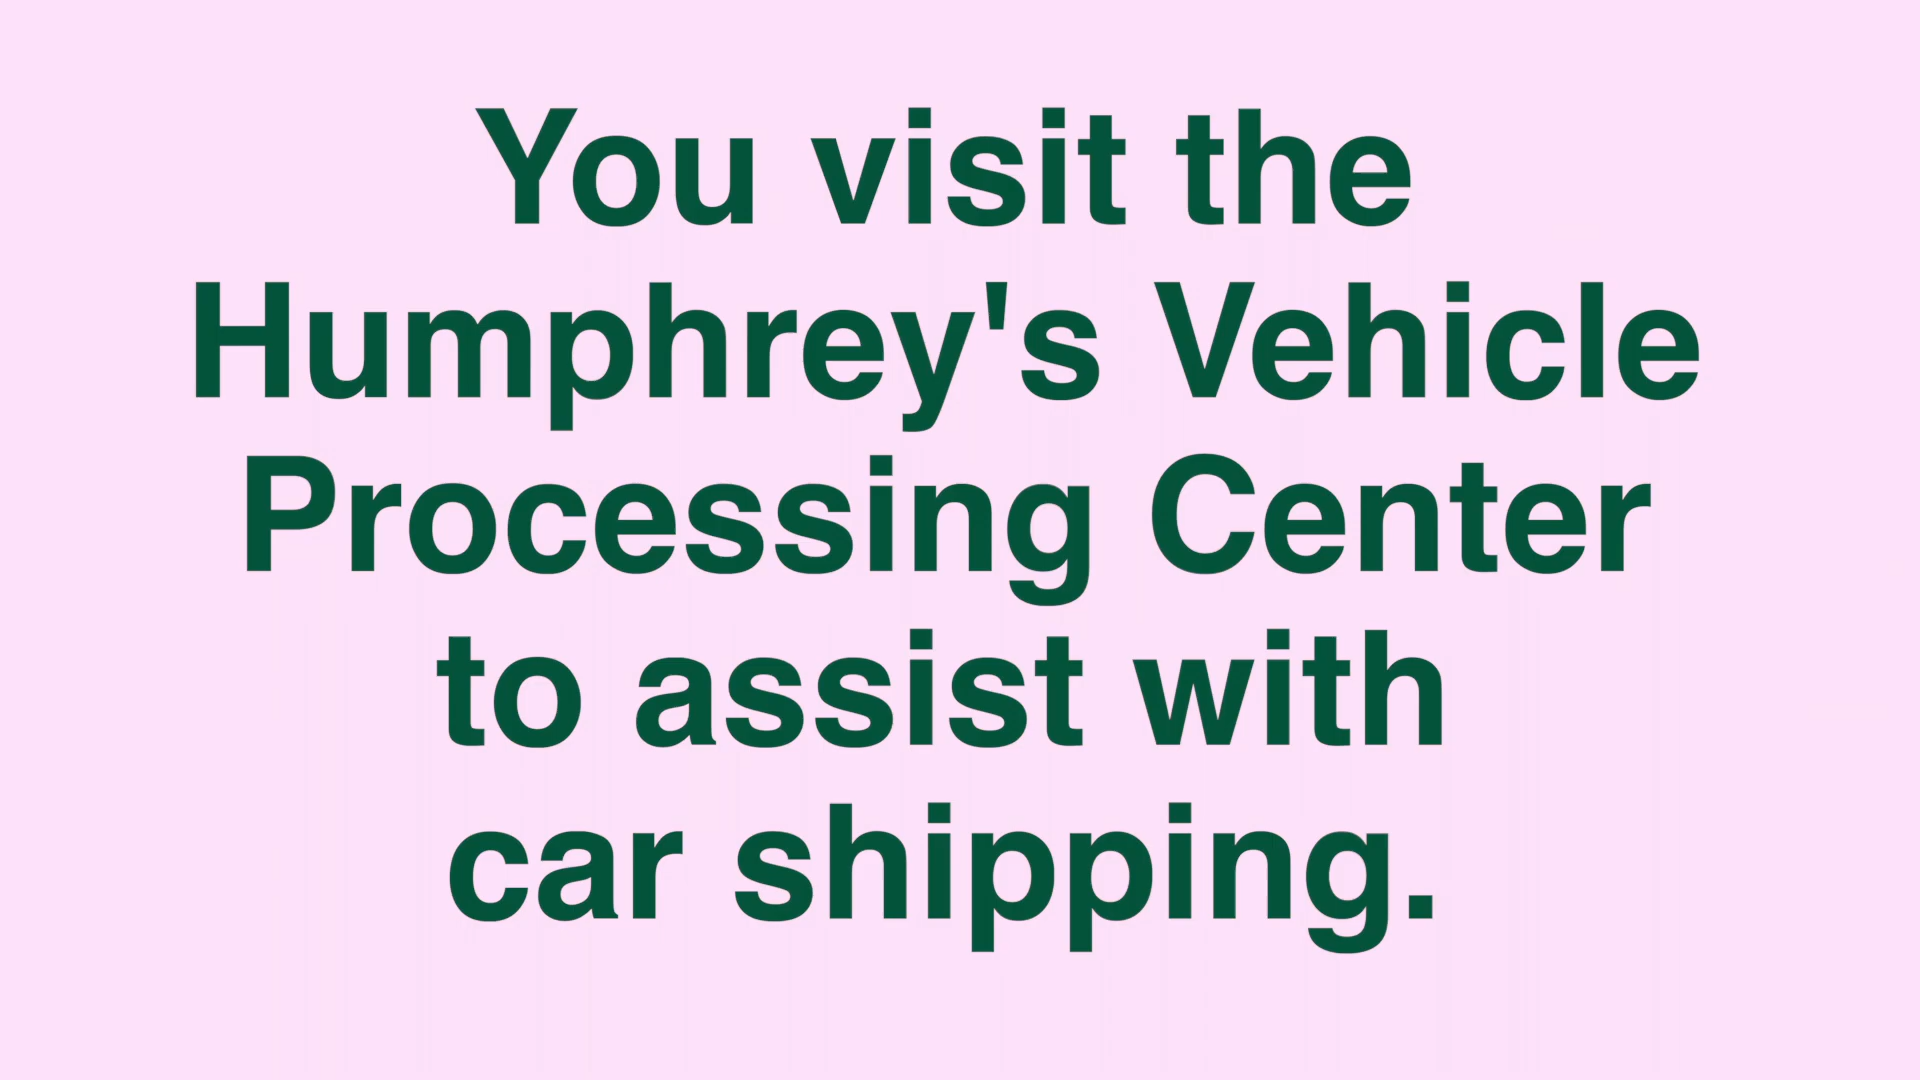 You visit the
Humphrey's Vehicle
Processing Center
to assist with
car shipping.